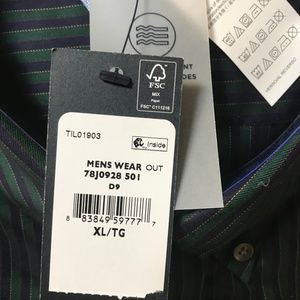 FSC
MIX
Paper
FSC® C111216
TIL01903
Inside
MENS WEAR OUT
78J0928 501
D9
8 83849 59777 7
XL/TG